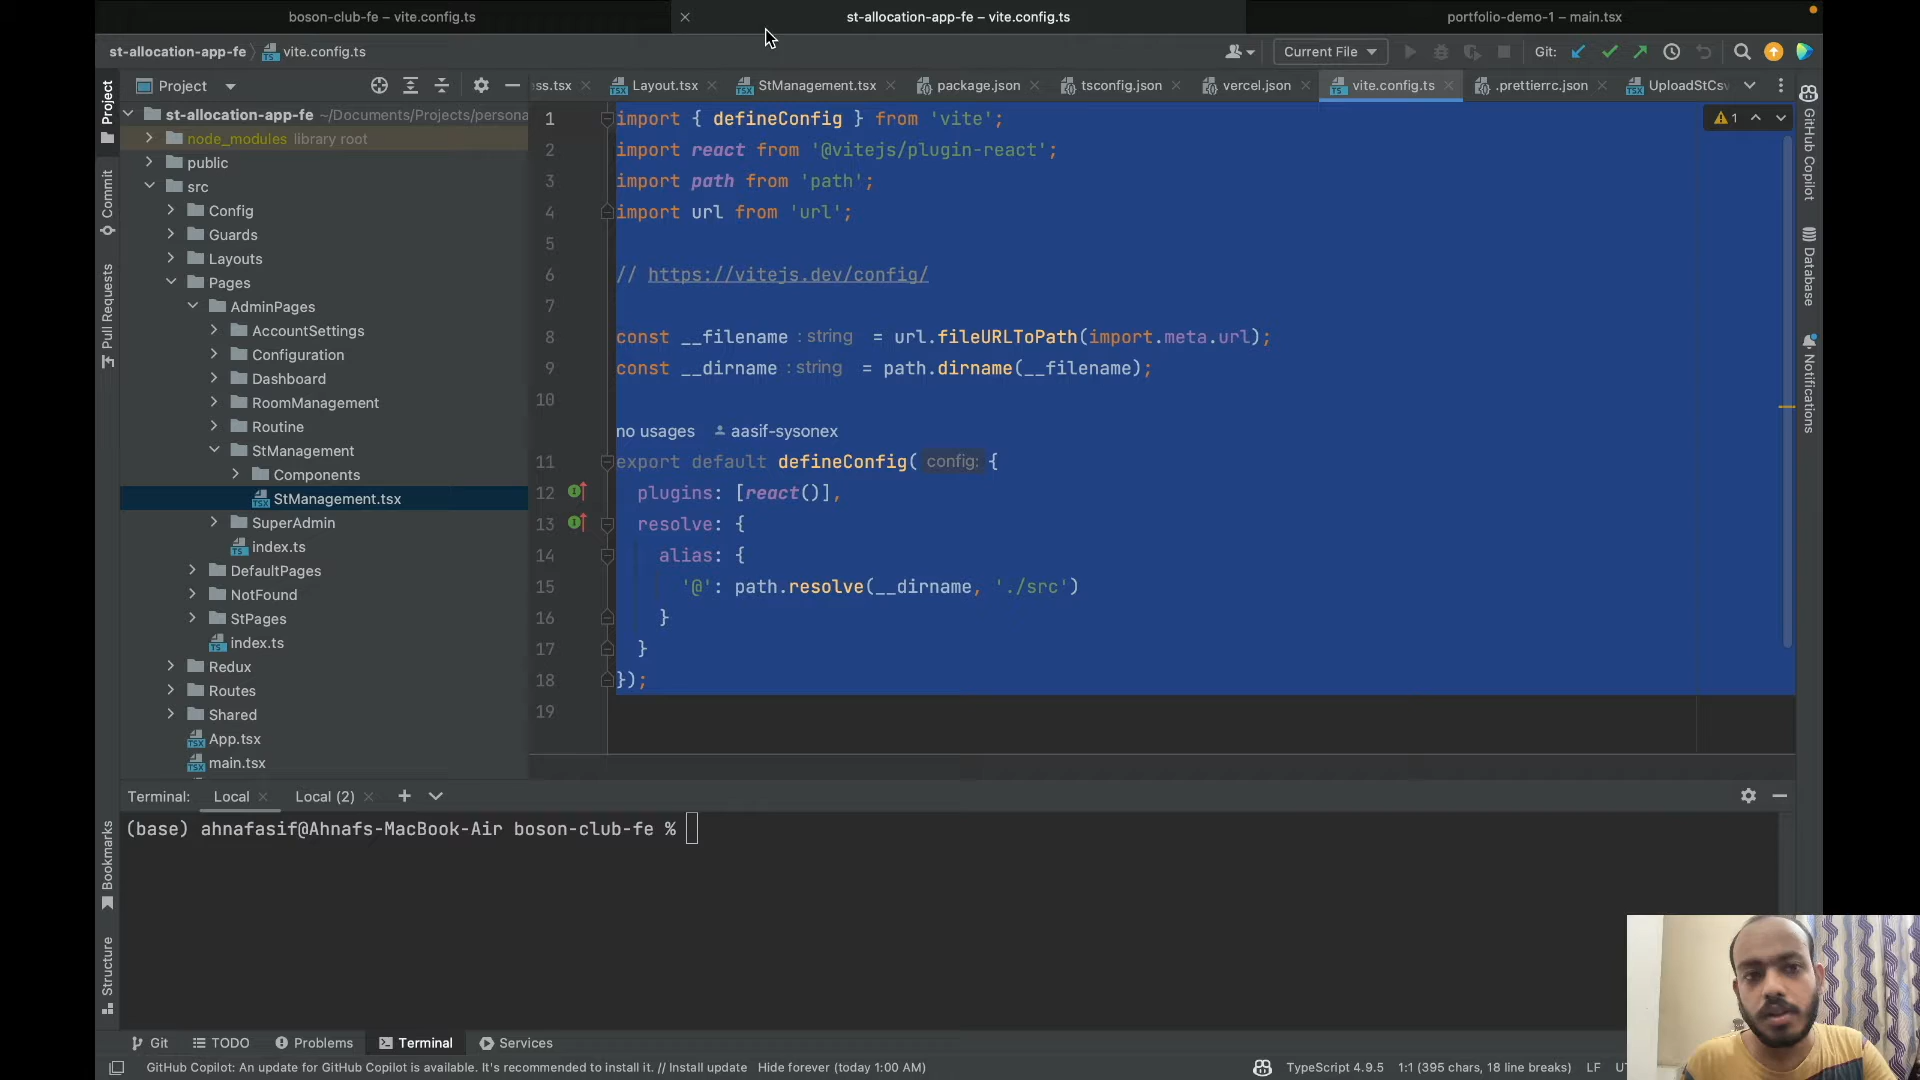 boson-club-fe – vite.config.ts
st-allocation-app-fe – vite.config.ts
portfolio-demo-1 – main.tsx
st-allocation-app-fe
vite.config.ts
Current File
Git:
Project
ss.tsx
Layout.tsx
StManagement.tsx
package.json
tsconfig.json
vercel.json
vite.config.ts
.prettierrc.json
UploadStCsv
Project
Commit
Pull Requests
Bookmarks
Structure
st-allocation-app-fe ~/Documents/Projects/persona
node_modules library root
public
src
Config
Guards
Layouts
Pages
AdminPages
AccountSettings
Configuration
Dashboard
RoomManagement
Routine
StManagement
Components
StManagement.tsx
SuperAdmin
index.ts
DefaultPages
NotFound
StPages
index.ts
Redux
Routes
Shared
App.tsx
main.tsx
1 import { defineConfig } from 'vite';
2 import react from '@vitejs/plugin-react';
3 import path from 'path';
4 import url from 'url';
5
6 // https://vitejs.dev/config/
7
8 const __filename : string = url.fileURLToPath(import.meta.url);
9 const __dirname : string = path.dirname(__filename);
10
no usages aasif-sysonex
11 export default defineConfig( config: {
12 plugins: [react()],
13 resolve: {
14 alias: {
15 '@': path.resolve(__dirname, './src')
16 }
17 }
18 });
19
1
GitHub Copilot
Database
Notifications
Terminal: Local Local (2)
(base) ahnafasif@Ahnafs-MacBook-Air boson-club-fe %
Git
TODO
Problems
Terminal
Services
GitHub Copilot: An update for GitHub Copilot is available. It's recommended to install it. // Install update Hide forever (today 1:00 AM)
TypeScript 4.9.5
1:1 (395 chars, 18 line breaks)
LF